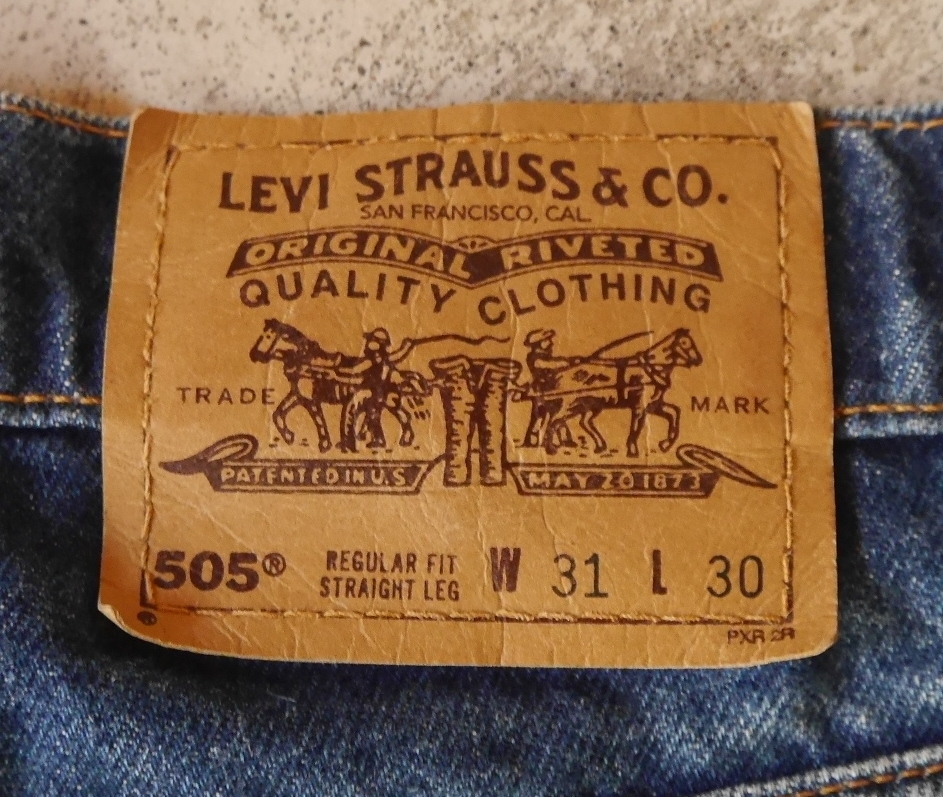 LEVI STRAUSS & CO.
SAN FRANCISCO, CAL.
ORIGINAL RIVETED
QUALITY CLOTHING
TRADE MARK
PATENTED IN U.S MAY 20 1873
505® REGULAR FIT STRAIGHT LEG W 31 L 30
®
PXR